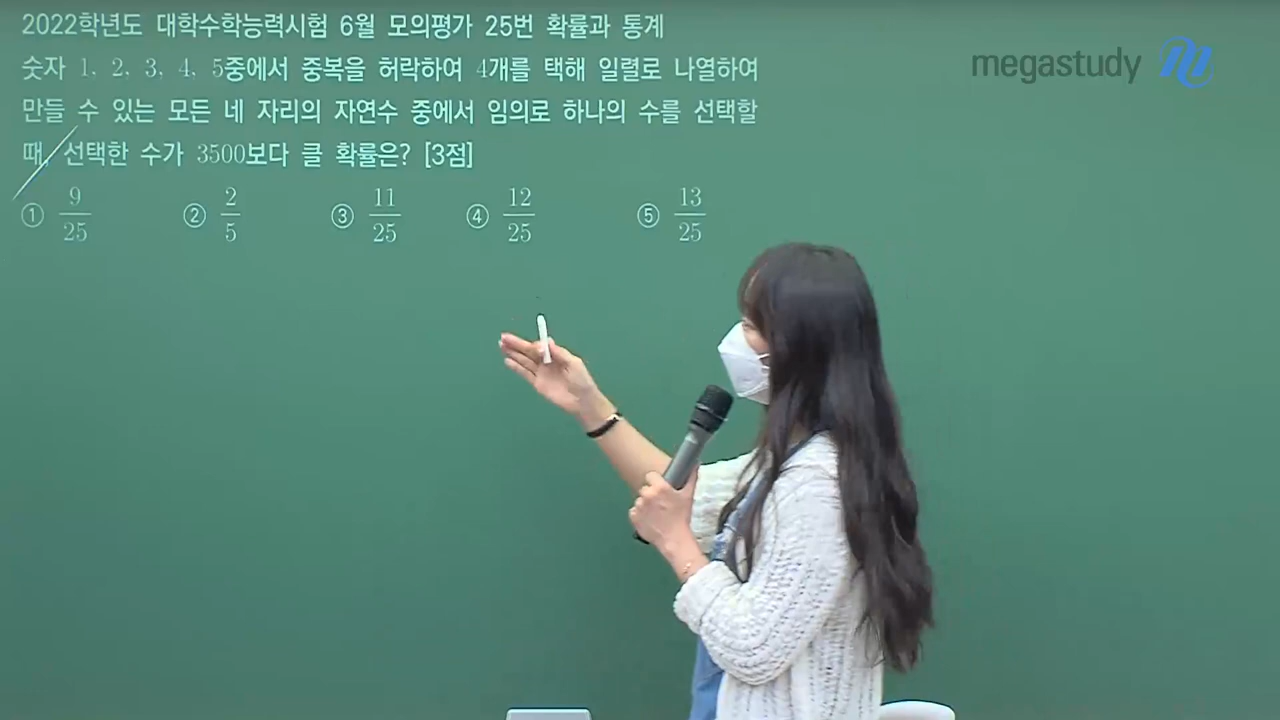 2022학년도 대학수학능력시험 6월 모의평가 25번 확률과 통계
숫자 1, 2, 3, 4, 5중에서 중복을 허락하여 4개를 택해 일렬로 나열하여
만들 수 있는 모든 네 자리의 자연수 중에서 임의로 하나의 수를 선택할
때, 선택한 수가 3500보다 클 확률은? [3점]
① 9/25 ② 2/5 ③ 11/25 ④ 12/25 ⑤ 13/25
megastudy